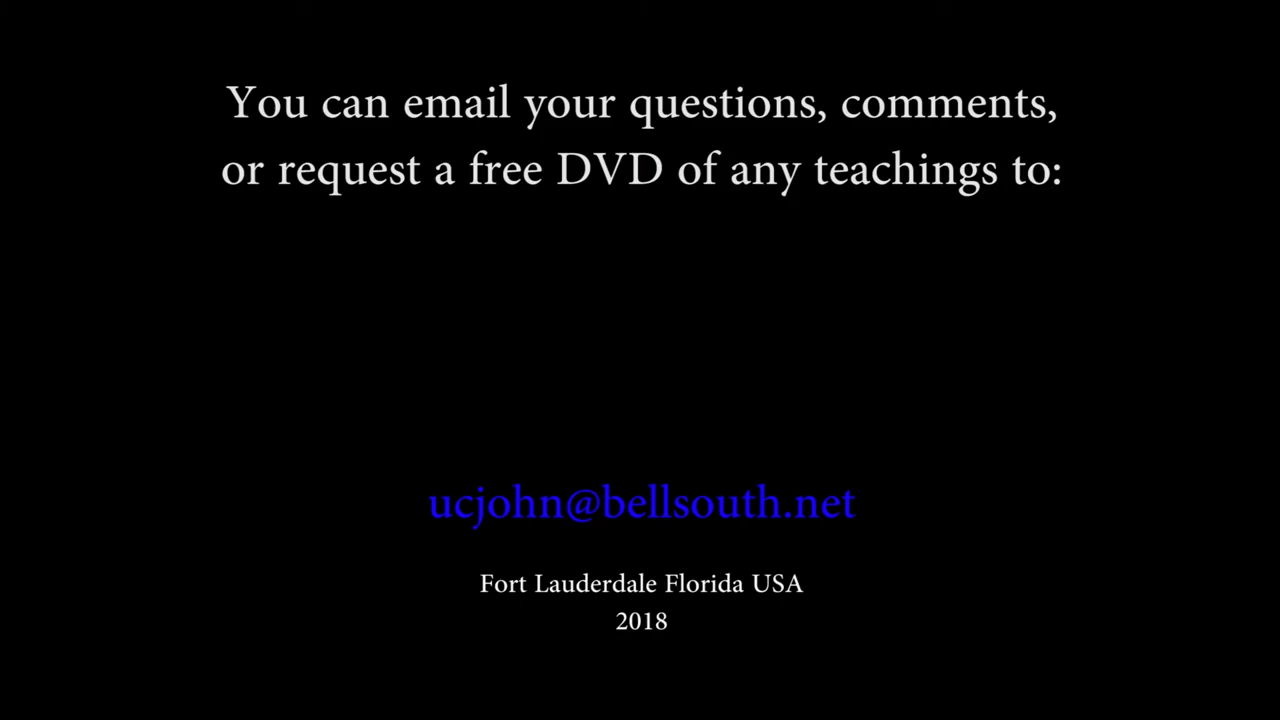 You can email your questions, comments,
or request a free DVD of any teachings to:
ucjohn@bellsouth.net
Fort Lauderdale Florida USA
2018